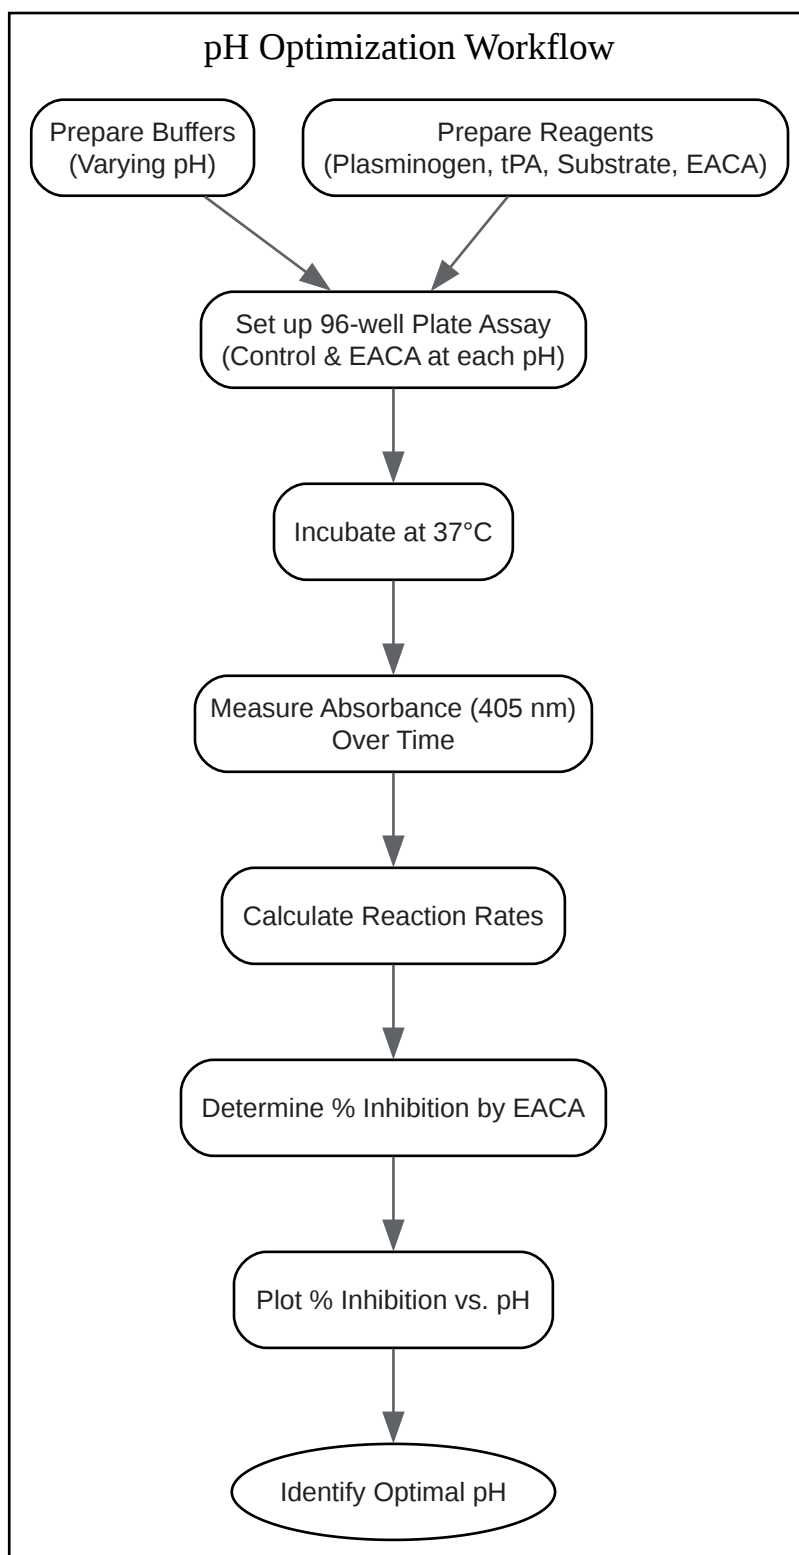 pH Optimization Workflow
Prepare Buffers
(Varying pH)
Prepare Reagents
(Plasminogen, tPA, Substrate, EACA)
Set up 96-well Plate Assay
(Control & EACA at each pH)
Incubate at 37°C
Measure Absorbance (405 nm)
Over Time
Calculate Reaction Rates
Determine % Inhibition by EACA
Plot % Inhibition vs. pH
Identify Optimal pH